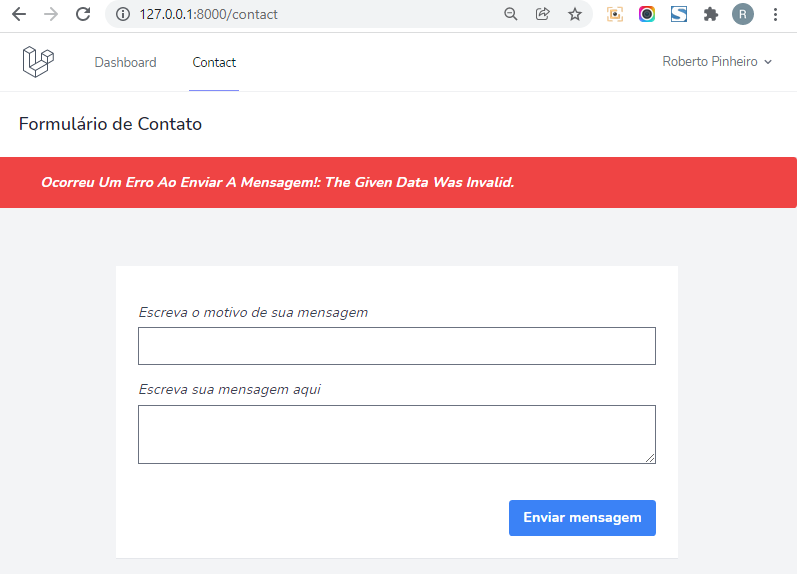 127.0.0.1:8000/contact
R
Dashboard Contact Roberto Pinheiro
Formulário de Contato
Ocorreu Um Erro Ao Enviar A Mensagem!: The Given Data Was Invalid.
Escreva o motivo de sua mensagem
Escreva sua mensagem aqui
Enviar mensagem